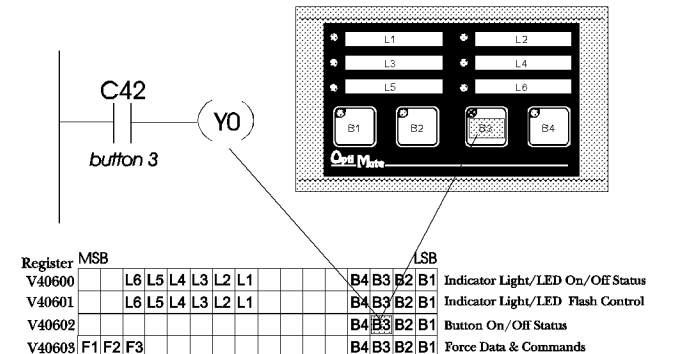 L1 L2
L3 L4
L5 L6
C42
Y0
B1 B2 B3 B4
button 3
Opti Mate
Register MSB LSB
V40600 L6 L5 L4 L3 L2 L1 B4 B3 B2 B1 Indicator Light/LED On/Off Status
V40601 L6 L5 L4 L3 L2 L1 B4 B3 B2 B1 Indicator Light/LED Flash Control
V40602 B4 B3 B2 B1 Button On/Off Status
V40603 F1 F2 F3 B4 B3 B2 B1 Force Data & Commands